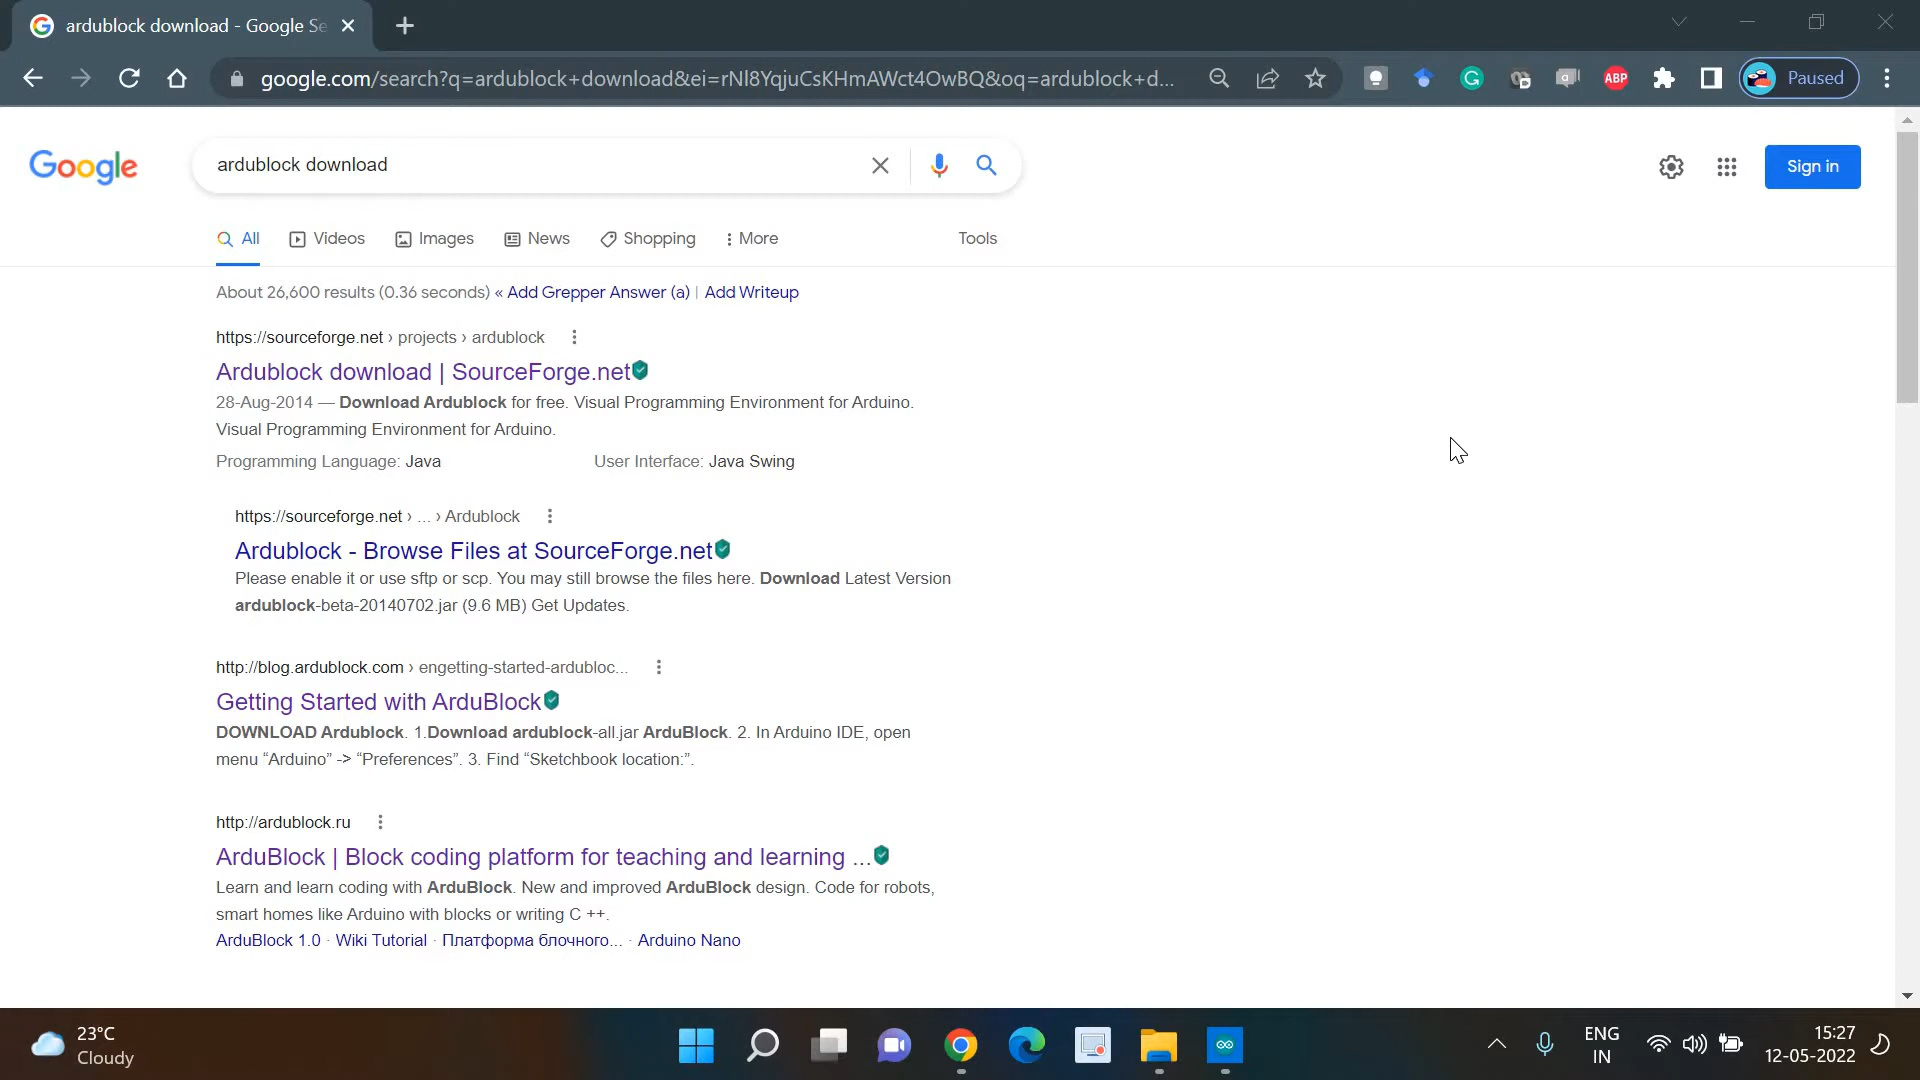 ardublock download - Google Se
google.com/search?q=ardublock+download&ei=rNl8YqjuCsKHmAWct4OwBQ&oq=ardublock+d...
ABP
Paused
Google
ardublock download
Sign in
All
Videos
Images
News
Shopping
More
Tools
About 26,600 results (0.36 seconds) « Add Grepper Answer (a) | Add Writeup
https://sourceforge.net › projects › ardublock
Ardublock download | SourceForge.net
28-Aug-2014 — Download Ardublock for free. Visual Programming Environment for Arduino.
Visual Programming Environment for Arduino.
Programming Language: Java
User Interface: Java Swing
https://sourceforge.net › ... › Ardublock
Ardublock - Browse Files at SourceForge.net
Please enable it or use sftp or scp. You may still browse the files here. Download Latest Version
ardublock-beta-20140702.jar (9.6 MB) Get Updates.
http://blog.ardublock.com › engetting-started-ardubloc...
Getting Started with ArduBlock
DOWNLOAD Ardublock. 1.Download ardublock-all.jar ArduBlock. 2. In Arduino IDE, open
menu “Arduino” -> “Preferences”. 3. Find “Sketchbook location:”.
http://ardublock.ru
ArduBlock | Block coding platform for teaching and learning ...
Learn and learn coding with ArduBlock. New and improved ArduBlock design. Code for robots,
smart homes like Arduino with blocks or writing C ++.
ArduBlock 1.0 · Wiki Tutorial · Платформа блочного... · Arduino Nano
23°C
Cloudy
ENG
IN
15:27
12-05-2022